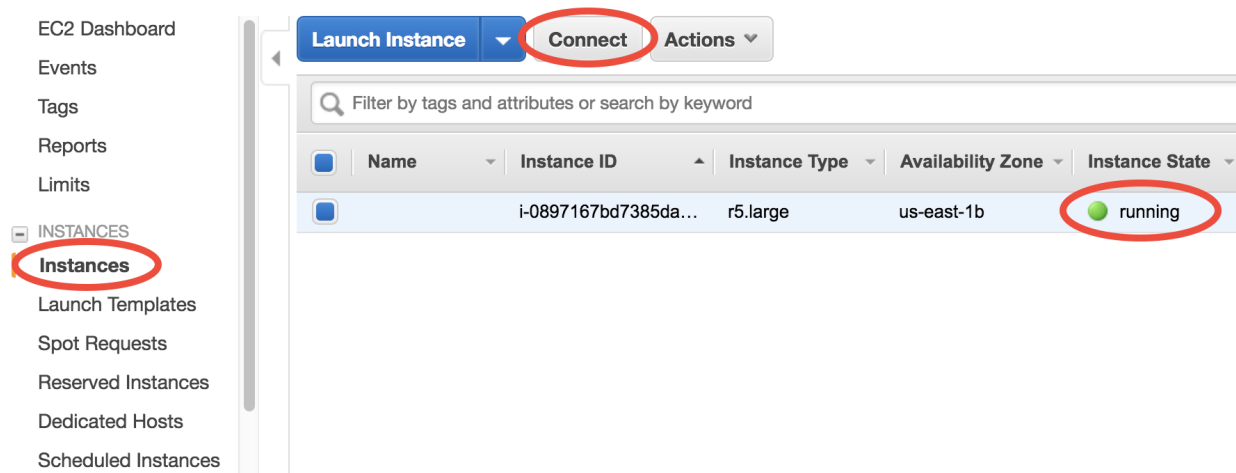 EC2 Dashboard
Events
Tags
Reports
Limits
INSTANCES
Instances
Launch Templates
Spot Requests
Reserved Instances
Dedicated Hosts
Scheduled Instances
Launch Instance Connect Actions
Filter by tags and attributes or search by keyword
Name Instance ID Instance Type Availability Zone Instance State
i-0897167bd7385da... r5.large us-east-1b running